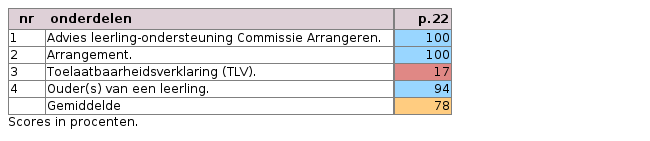 nr onderdelen p.22
1 Advies leerling-ondersteuning Commissie Arrangeren. 100
2 Arrangement. 100
3 Toelaatbaarheidsverklaring (TLV). 17
4 Ouder(s) van een leerling. 94
Gemiddelde 78
Scores in procenten.